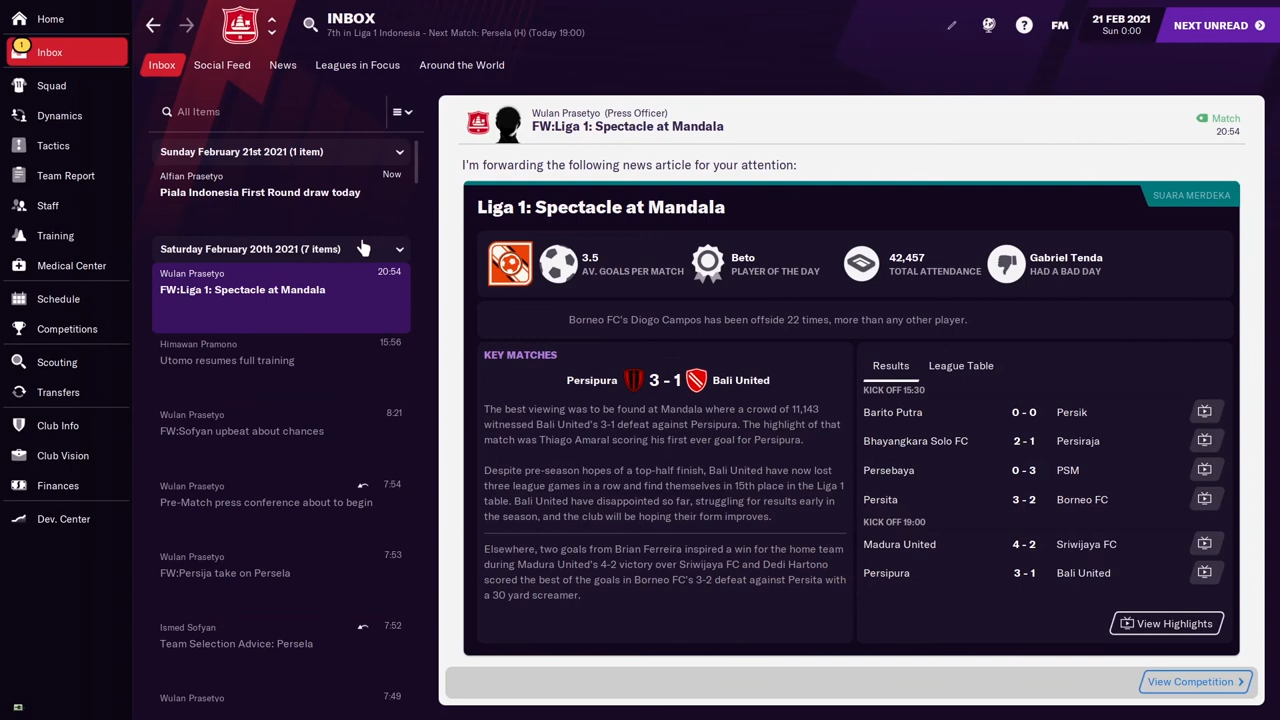 Home
1
Inbox
Squad
Dynamics
Tactics
Team Report
Staff
Training
Medical Center
Schedule
Competitions
Scouting
Transfers
Club Info
Club Vision
Finances
Dev. Center
INBOX
7th in Liga 1 Indonesia - Next Match: Persela (H) (Today 19:00)
FM
21 FEB 2021
Sun 0:00
NEXT UNREAD
Inbox
Social Feed
News
Leagues in Focus
Around the World
All Items
Sunday February 21st 2021 (1 item)
Alfian Prasetyo
Now
Piala Indonesia First Round draw today
Saturday February 20th 2021 (7 items)
Wulan Prasetyo
20:54
FW:Liga 1: Spectacle at Mandala
Himawan Pramono
15:56
Utomo resumes full training
Wulan Prasetyo
8:21
FW:Sofyan upbeat about chances
Wulan Prasetyo
7:54
Pre-Match press conference about to begin
Wulan Prasetyo
7:53
FW:Persija take on Persela
Ismed Sofyan
7:52
Team Selection Advice: Persela
Wulan Prasetyo
7:49
Wulan Prasetyo (Press Officer)
FW:Liga 1: Spectacle at Mandala
Match
20:54
I'm forwarding the following news article for your attention:
SUARA MERDEKA
Liga 1: Spectacle at Mandala
3.5
AV. GOALS PER MATCH
Beto
PLAYER OF THE DAY
42,457
TOTAL ATTENDANCE
Gabriel Tenda
HAD A BAD DAY
Borneo FC's Diogo Campos has been offside 22 times, more than any other player.
KEY MATCHES
Persipura 3 - 1 Bali United
The best viewing was to be found at Mandala where a crowd of 11,143
witnessed Bali United's 3-1 defeat against Persipura. The highlight of that
match was Thiago Amaral scoring his first ever goal for Persipura.
Despite pre-season hopes of a top-half finish, Bali United have now lost
three league games in a row and find themselves in 15th place in the Liga 1
table. Bali United have disappointed so far, struggling for results early in
the season, and the club will be hoping their form improves.
Elsewhere, two goals from Brian Ferreira inspired a win for the home team
during Madura United's 4-2 victory over Sriwijaya FC and Dedi Hartono
scored the best of the goals in Borneo FC's 3-2 defeat against Persita with
a 30 yard screamer.
Results
League Table
KICK OFF 15:30
Barito Putra 0 - 0 Persik
Bhayangkara Solo FC 2 - 1 Persiraja
Persebaya 0 - 3 PSM
Persita 3 - 2 Borneo FC
KICK OFF 19:00
Madura United 4 - 2 Sriwijaya FC
Persipura 3 - 1 Bali United
View Highlights
View Competition